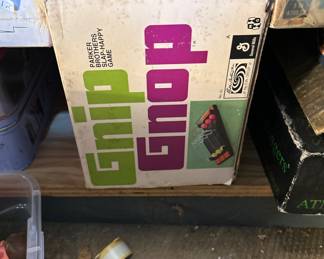 PARKER
BROTHERS
SLAP-HAPPY
GAME
Gnip
Gnop